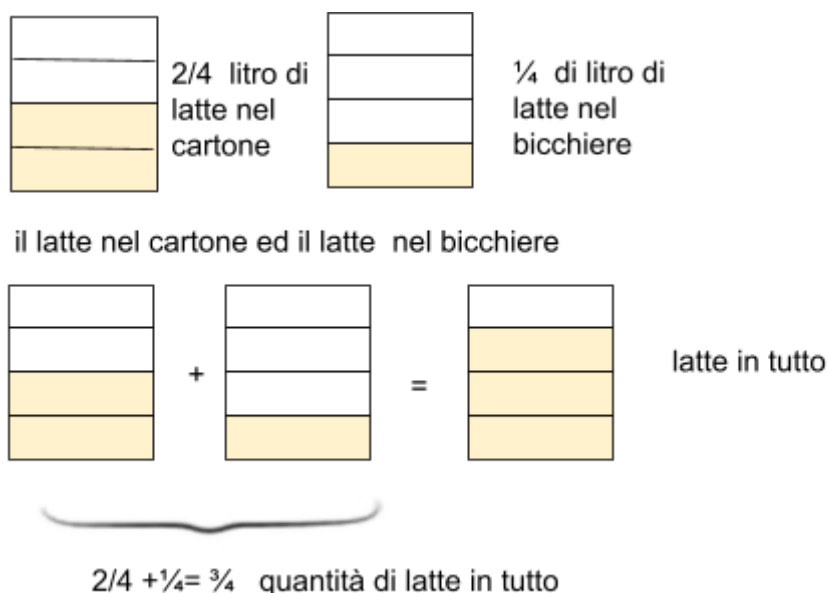 2/4 litro di
latte nel
cartone
¼ di litro di
latte nel
bicchiere
il latte nel cartone ed il latte nel bicchiere
+
=
latte in tutto
2/4 +¼= ¾ quantità di latte in tutto